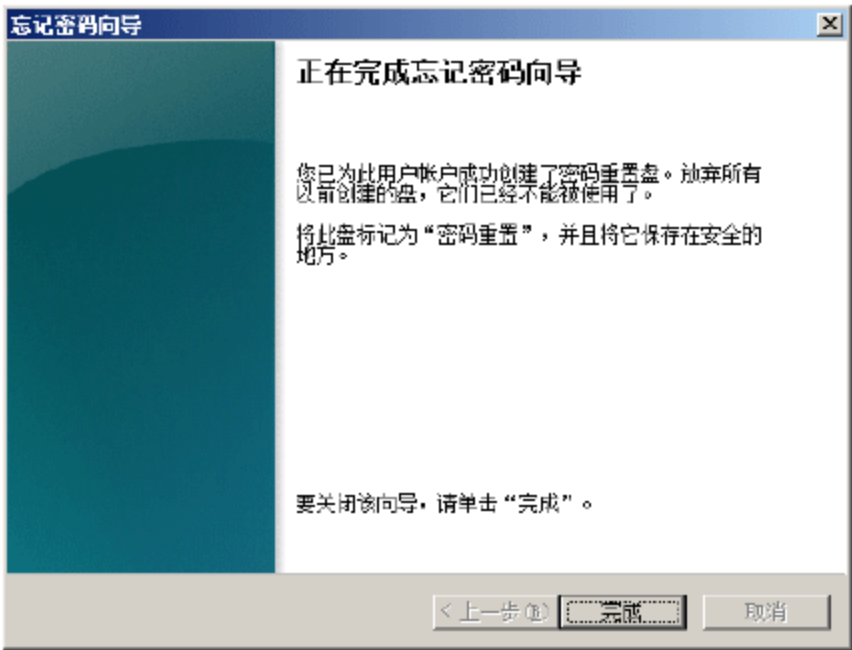 忘记密码向导
正在完成忘记密码向导
您已为此用户帐户成功创建了密码重置盘。放弃所有
以前创建的盘，它们已经不能被使用了。
将此盘标记为“密码重置”，并且将它保存在安全的
地方。
要关闭该向导，请单击“完成”。
< 上一步(B)
完成
取消